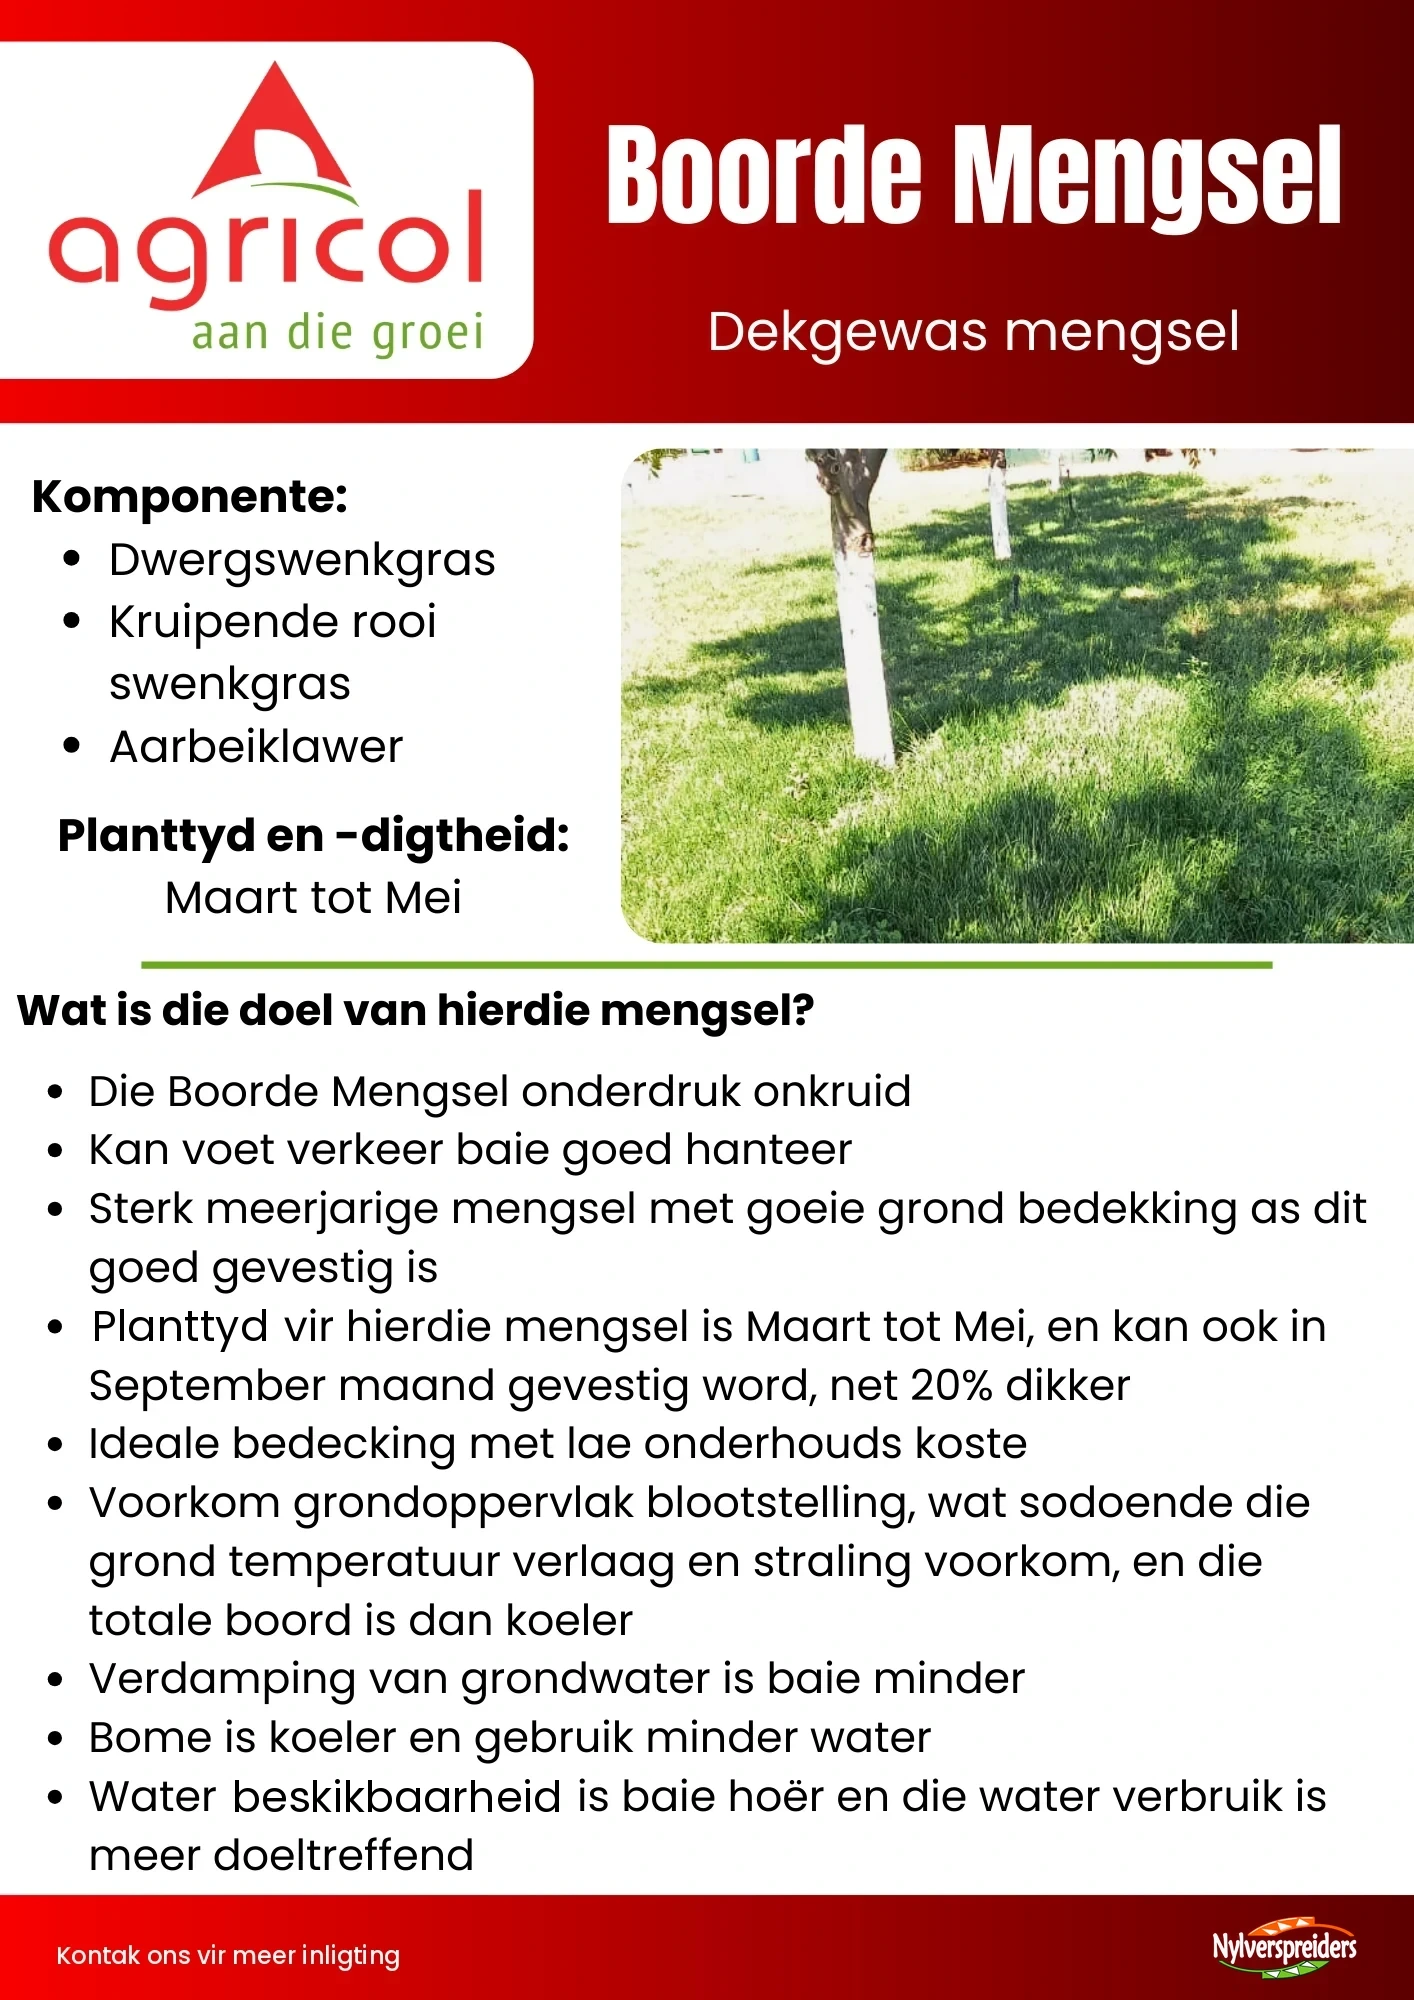 agricol
aan die groei
Boorde Mengsel
Dekgewas mengsel
Komponente:
• Dwergswenkgras
• Kruipende rooi
swenkgras
• Aarbeiklawer
Planttyd en -digtheid:
Maart tot Mei
Wat is die doel van hierdie mengsel?
• Die Boorde Mengsel onderdruk onkruid
• Kan voet verkeer baie goed hanteer
• Sterk meerjarige mengsel met goeie grond bedekking as dit
goed gevestig is
• Planttyd vir hierdie mengsel is Maart tot Mei, en kan ook in
September maand gevestig word, net 20% dikker
• Ideale bedecking met lae onderhouds koste
• Voorkom grondoppervlak blootstelling, wat sodoende die
grond temperatuur verlaag en straling voorkom, en die
totale boord is dan koeler
• Verdamping van grondwater is baie minder
• Bome is koeler en gebruik minder water
• Water beskikbaarheid is baie hoër en die water verbruik is
meer doeltreffend
Kontak ons vir meer inligting
Nylverspreiders